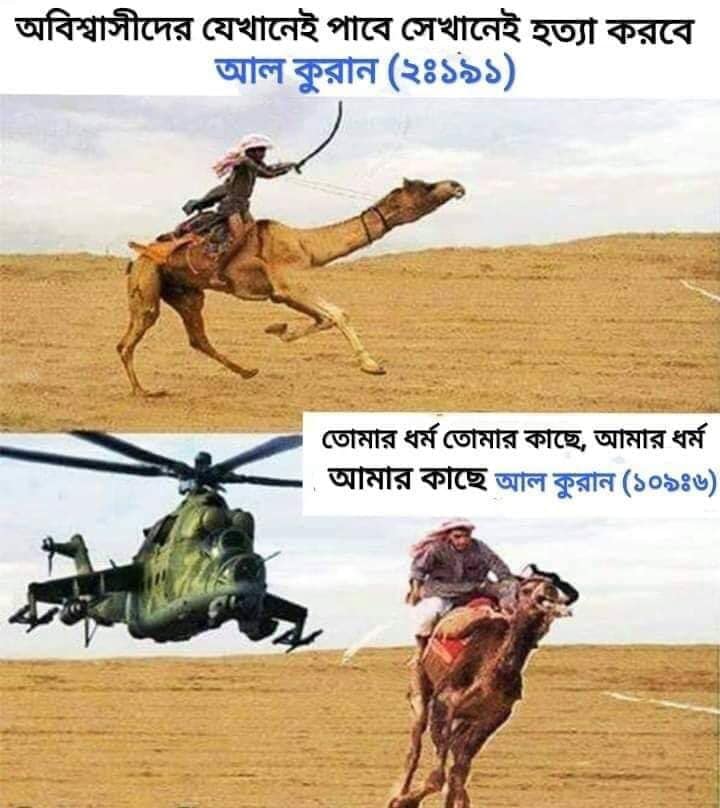 অবিশ্বাসীদের যেখানেই পাবে সেখানেই হত্যা করবে
আল কুরান (২ঃ১৯১)
তোমার ধর্ম তোমার কাছে, আমার ধর্ম
আমার কাছে আল কুরান (১০৯ঃ৬)